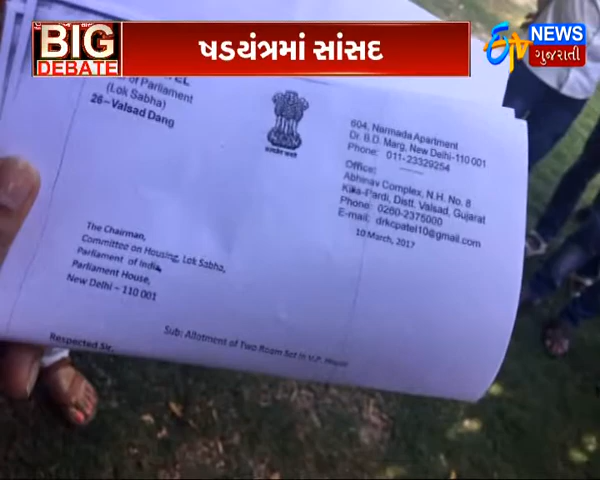 BIG
DEBATE
ષડયંત્રમાં સાંસદ
etv NEWS
ગુજરાતી
of Parliament
(Lok Sabha)
26-Valsad Dang
604, Narmada Apartment
Dr. B.D. Marg, New Delhi-110 001
Phone: 011-23329254
Office:
Abhinav Complex, N.H. No. 8
Killa-Pardi, Distt. Valsad, Gujarat
Phone: 0260-2375000
E-mail: drkcpatel10@gmail.com
10 March, 2017
The Chairman,
Committee on Housing, Lok Sabha,
Parliament of India,
Parliament House,
New Delhi – 110 001
Sub: Allotment of Two Room Set in V.P. House
Respected Sir,